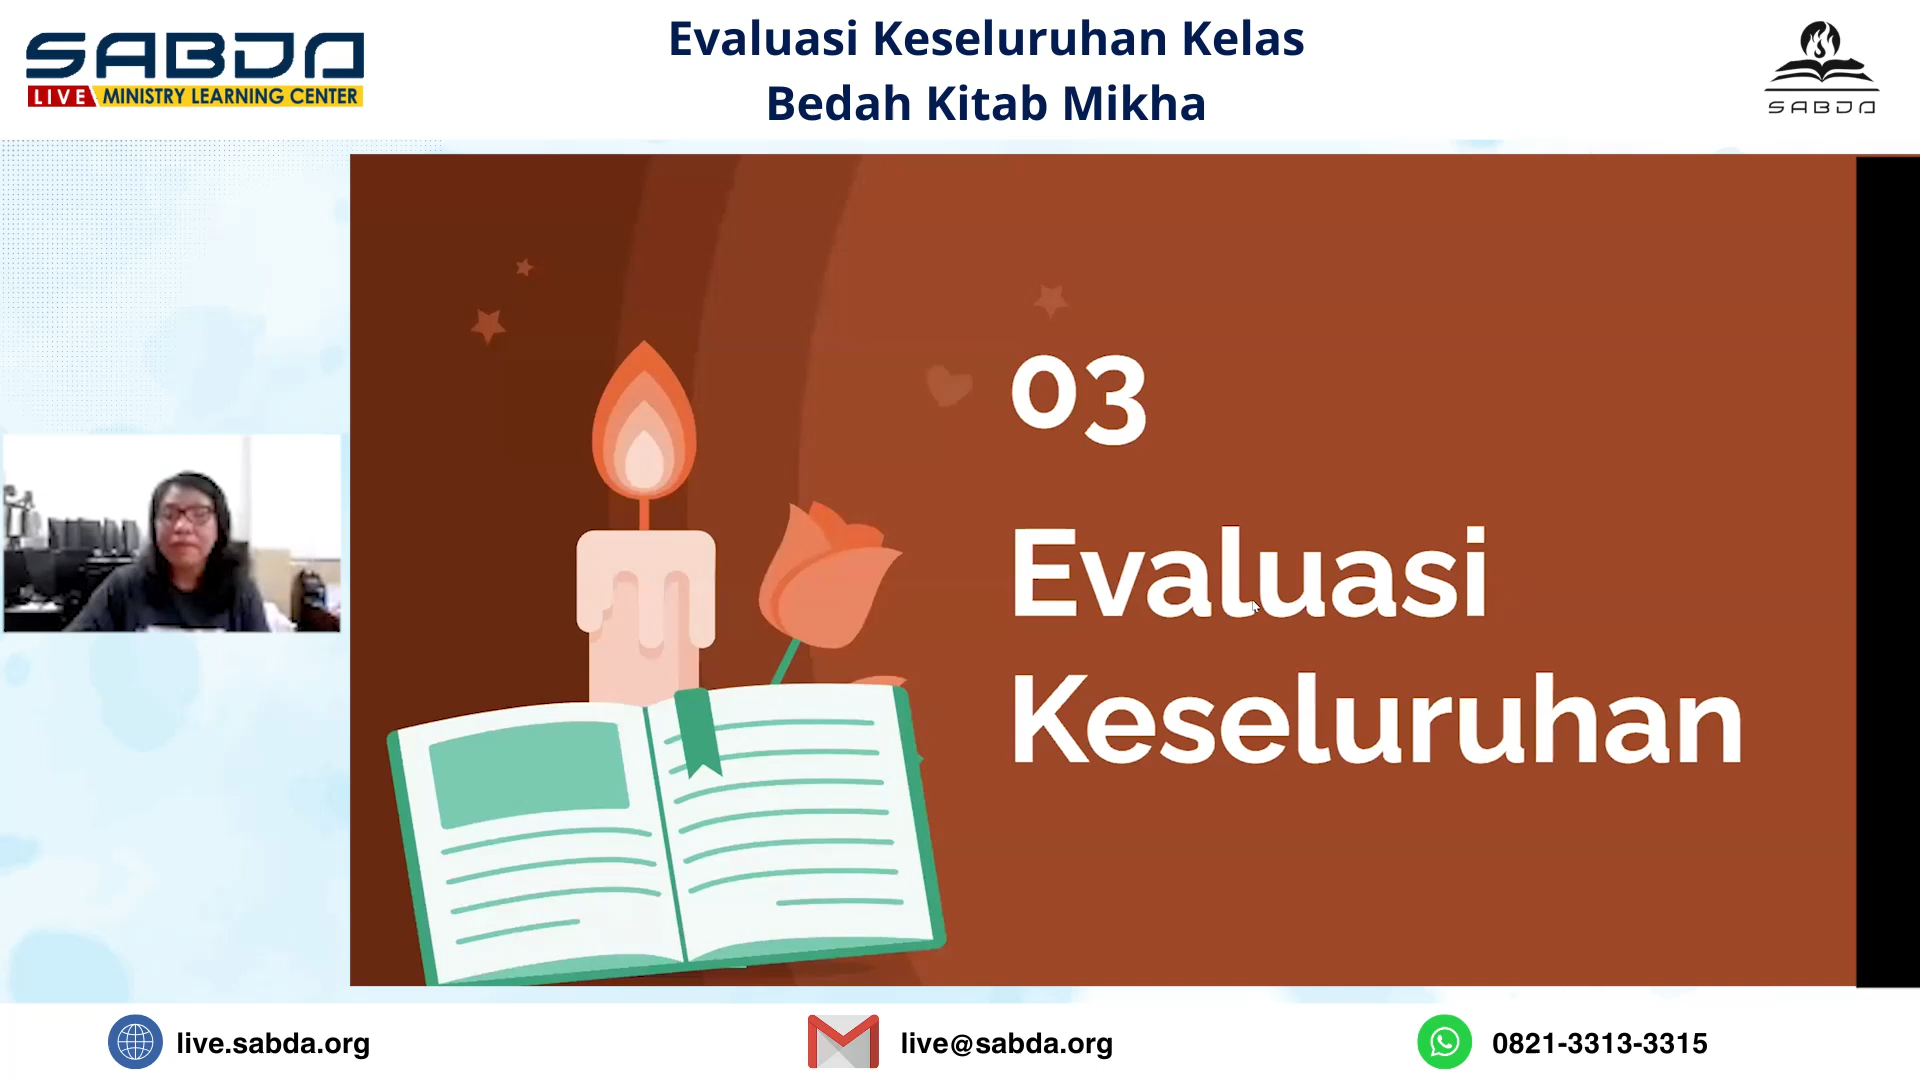 SABDA
LIVE MINISTRY LEARNING CENTER
Evaluasi Keseluruhan Kelas
Bedah Kitab Mikha
SABDA
03
Evaluasi
Keseluruhan
live.sabda.org
live@sabda.org
0821-3313-3315